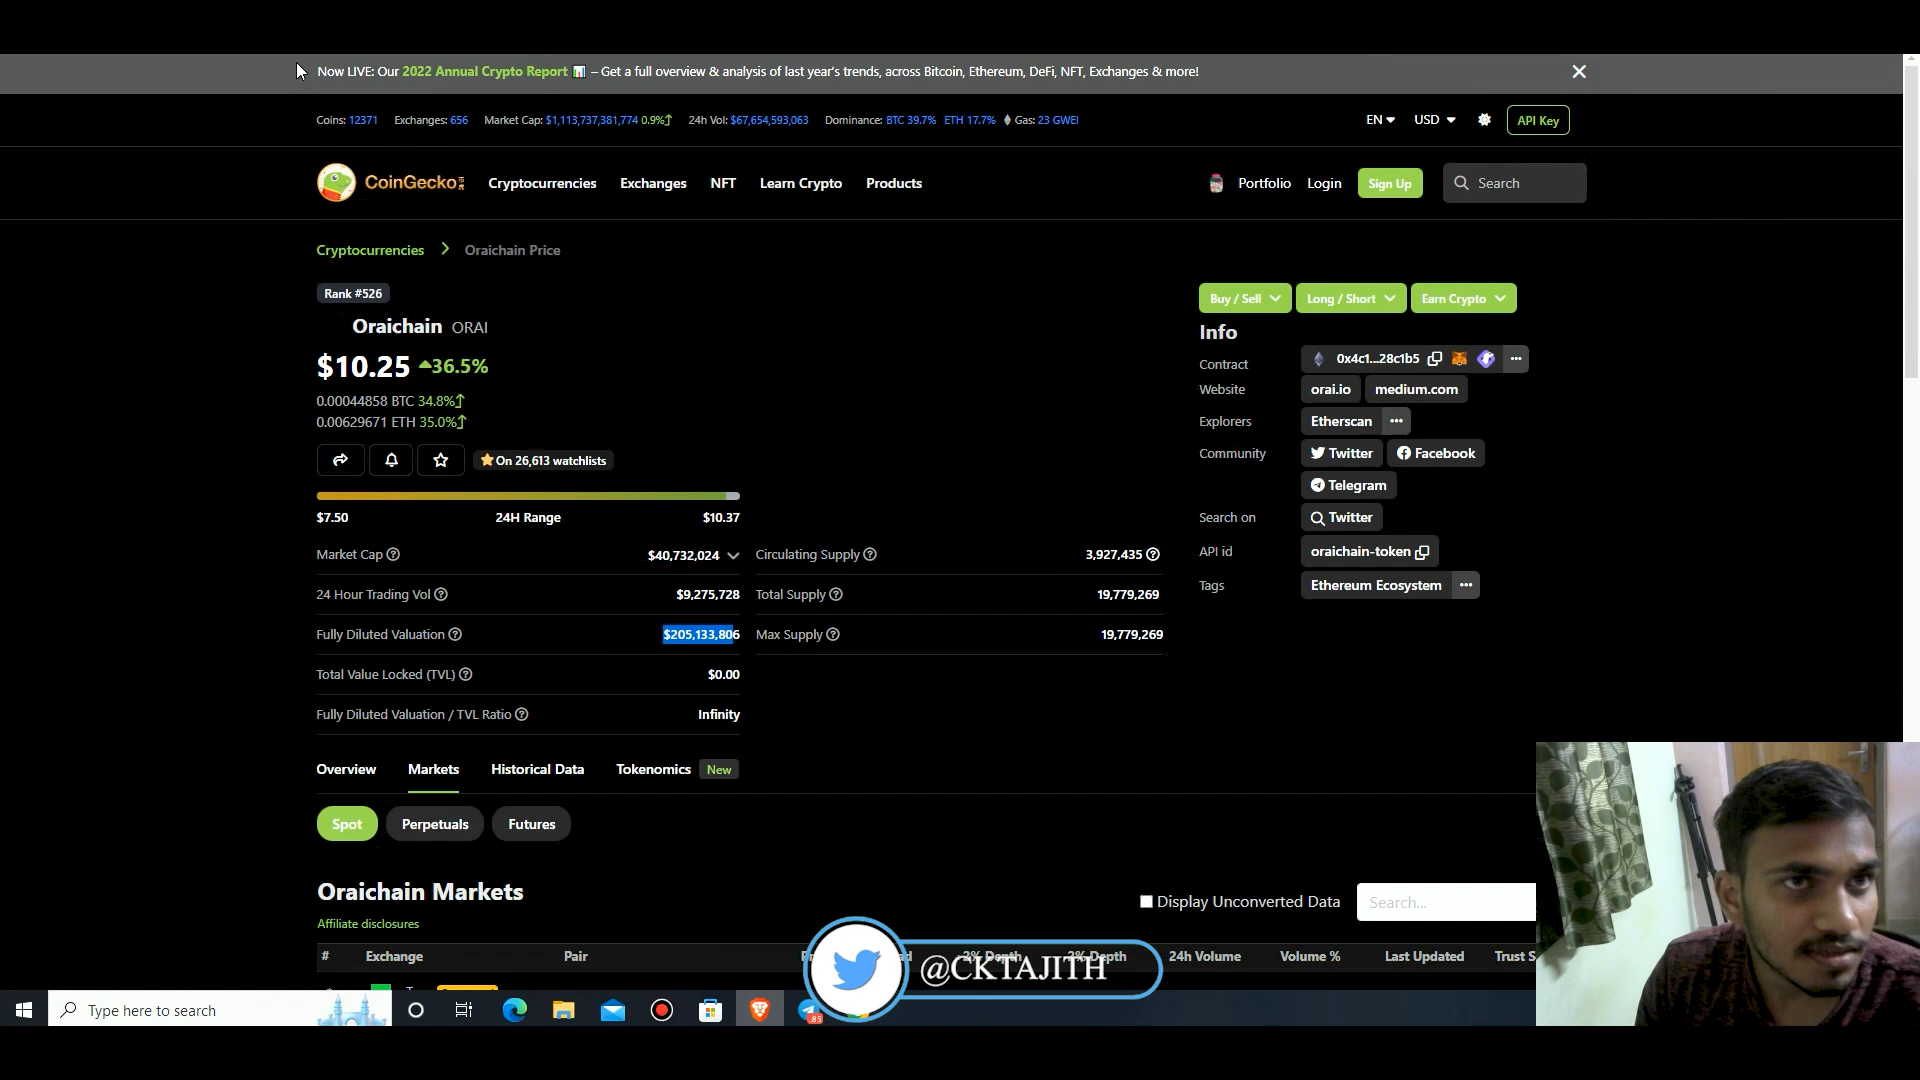 Now LIVE: Our 2022 Annual Crypto Report – Get a full overview & analysis of last year's trends, across Bitcoin, Ethereum, DeFi, NFT, Exchanges & more!
Coins: 12371 Exchanges: 656 Market Cap: $1,113,737,381,774 0.9% 24h Vol: $67,654,593,063 Dominance: BTC 39.7% ETH 17.7% Gas: 23 GWEI
EN USD API Key
CoinGecko Cryptocurrencies Exchanges NFT Learn Crypto Products Portfolio Login Sign Up Search
Cryptocurrencies Oraichain Price
Rank #526
Oraichain ORAI
$10.25 36.5%
0.00044858 BTC 34.8%
0.00629671 ETH 35.0%
On 26,613 watchlists
$7.50 24H Range $10.37
Market Cap $40,732,024
24 Hour Trading Vol $9,275,728
Fully Diluted Valuation $205,133,806
Total Value Locked (TVL) $0.00
Fully Diluted Valuation / TVL Ratio Infinity
Circulating Supply 3,927,435
Total Supply 19,779,269
Max Supply 19,779,269
Buy / Sell Long / Short Earn Crypto
Info
Contract 0x4c1...28c1b5
Website orai.io medium.com
Explorers Etherscan
Community Twitter Facebook
Telegram
Search on Twitter
API id oraichain-token
Tags Ethereum Ecosystem
Overview Markets Historical Data Tokenomics New
Spot Perpetuals Futures
Oraichain Markets
Display Unconverted Data Search...
Affiliate disclosures
# Exchange Pair +2% Depth -2% Depth 24h Volume Volume % Last Updated Trust S
@CKTAJITH
Type here to search
85